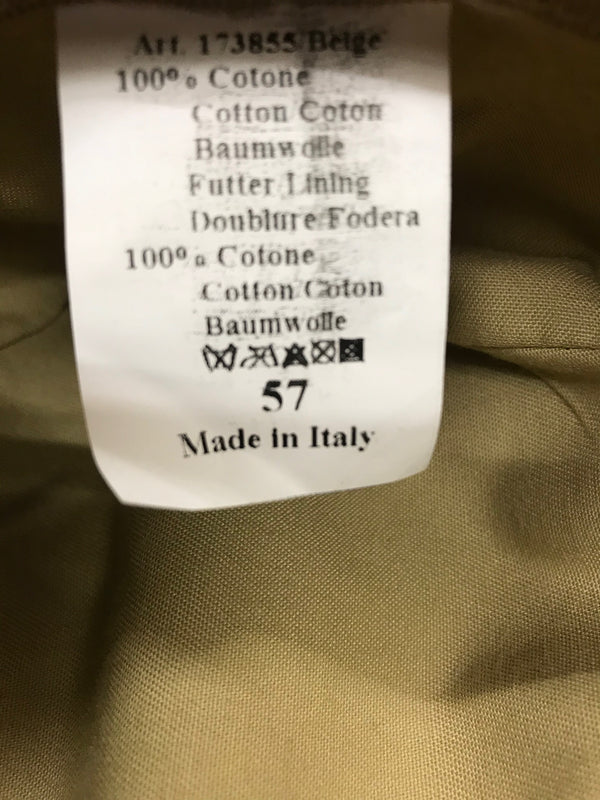 Art. 173855 Beige
100% Cotone
Cotton Coton
Baumwolle
Futter Lining
Doublure Fodera
100% Cotone
Cotton Coton
Baumwolle
57
Made in Italy